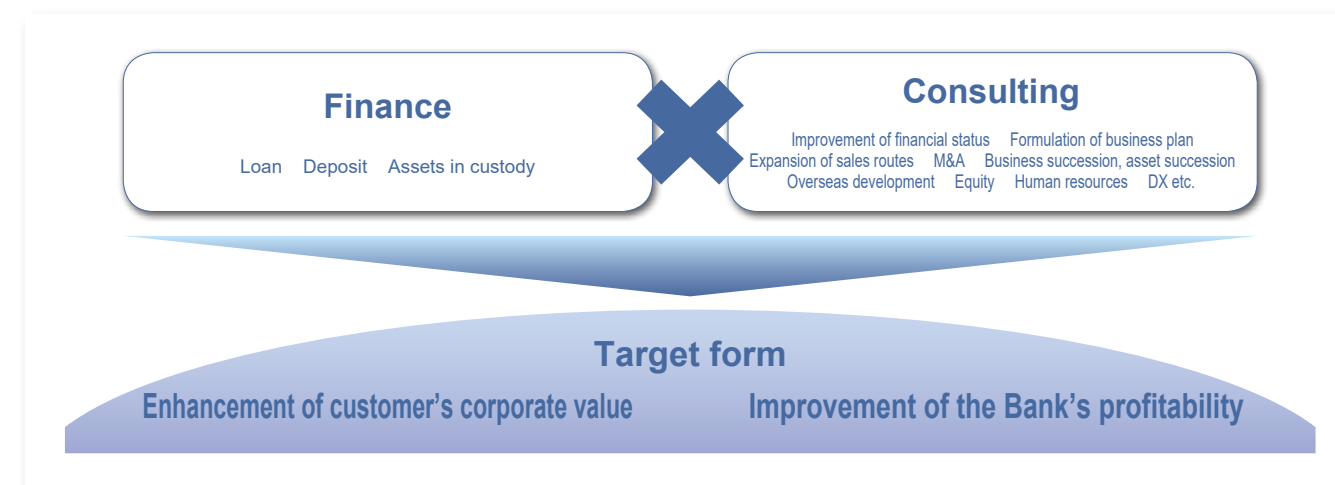 Finance
Loan Deposit Assets in custody
Consulting
Improvement of financial status Formulation of business plan
Expansion of sales routes M&A Business succession, asset succession
Overseas development Equity Human resources DX etc.
Target form
Enhancement of customer’s corporate value Improvement of the Bank’s profitability